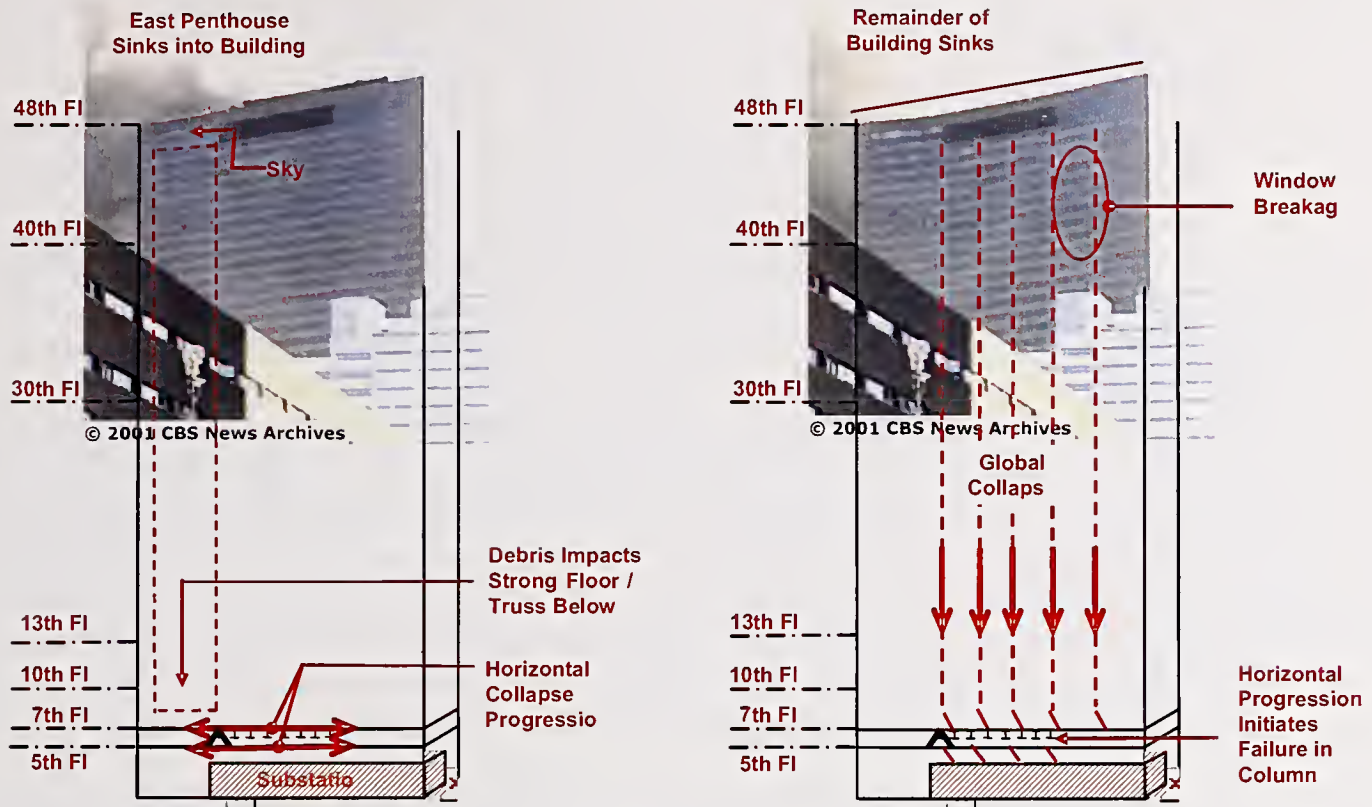 East Penthouse
Sinks into Building
48th Fl
Sky
40th Fl
30th Fl
© 2001 CBS News Archives
Debris Impacts
Strong Floor /
Truss Below
13th Fl
10th Fl
Horizontal
Collapse
Progressio
7th Fl
5th Fl
Substatio
Remainder of
Building Sinks
48th Fl
Window
Breakag
40th Fl
30th Fl
© 2001 CBS News Archives
Global
Collaps
13th Fl
10th Fl
Horizontal
Progression
Initiates
Failure in
Column
7th Fl
5th Fl